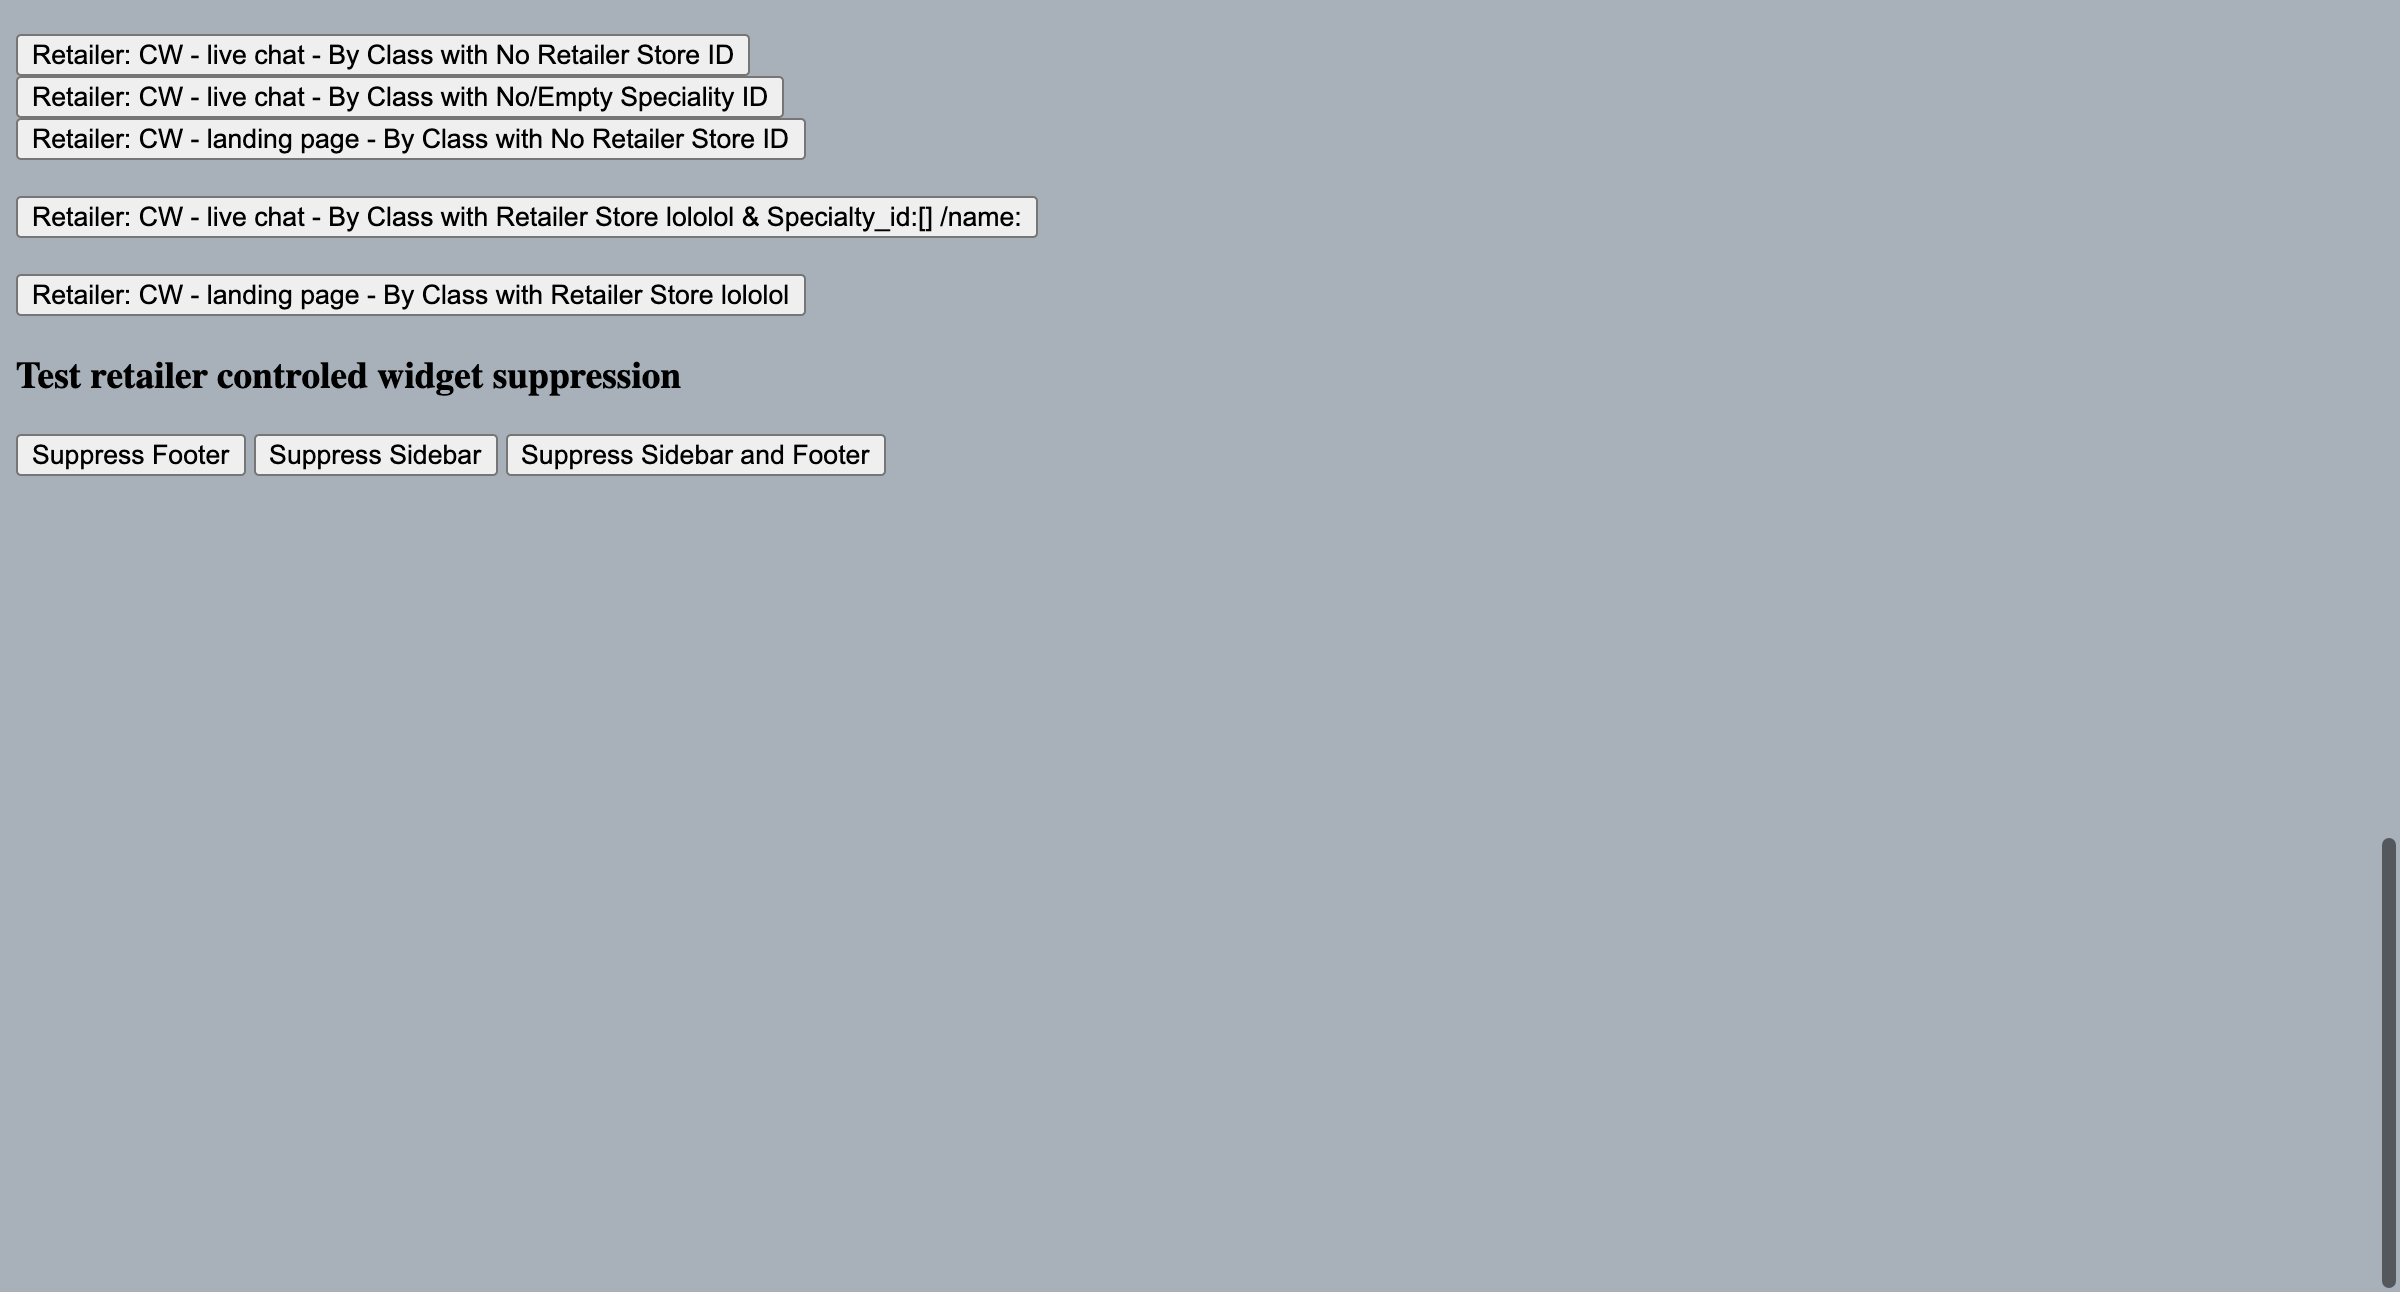 Retailer: CW - live chat - By Class with No Retailer Store ID
Retailer: CW - live chat - By Class with No/Empty Speciality ID
Retailer: CW - landing page - By Class with No Retailer Store ID
Retailer: CW - live chat - By Class with Retailer Store lololol & Specialty_id:[] /name:
Retailer: CW - landing page - By Class with Retailer Store lololol
Test retailer controled widget suppression
Suppress Footer Suppress Sidebar Suppress Sidebar and Footer